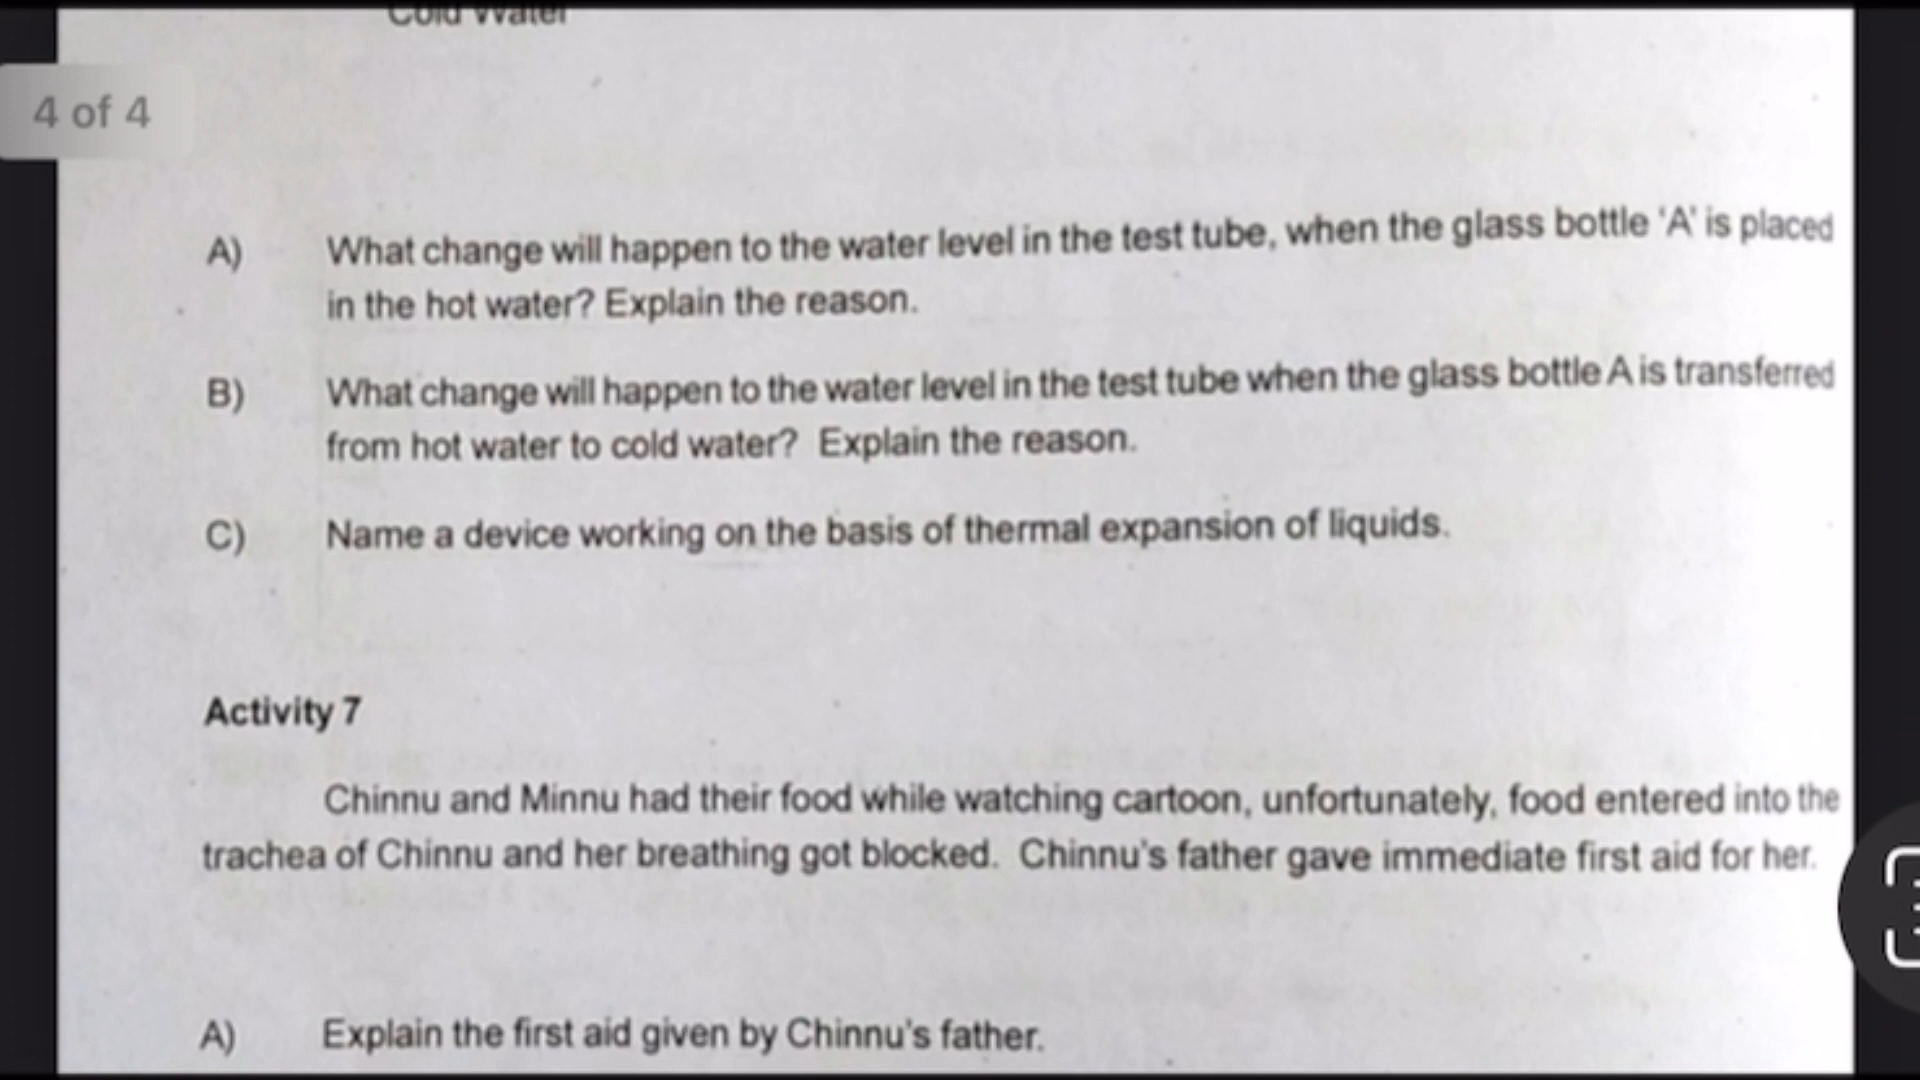 Cold Water
4 of 4
A) What change will happen to the water level in the test tube, when the glass bottle 'A' is placed
in the hot water? Explain the reason.
B) What change will happen to the water level in the test tube when the glass bottle A is transferred
from hot water to cold water? Explain the reason.
C) Name a device working on the basis of thermal expansion of liquids.
Activity 7
Chinnu and Minnu had their food while watching cartoon, unfortunately, food entered into the
trachea of Chinnu and her breathing got blocked. Chinnu's father gave immediate first aid for her.
A) Explain the first aid given by Chinnu's father.